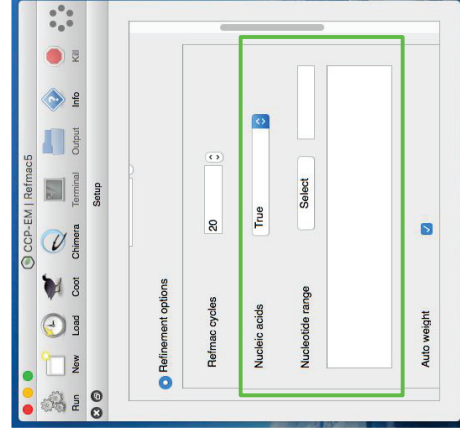 CCP-EM | Refmac5
Run New Load Coot Chimera Terminal Output Info Kill
Setup
Refinement options
Refmac cycles 20
Nucleic acids True
Nucleotide range Select
Auto weight